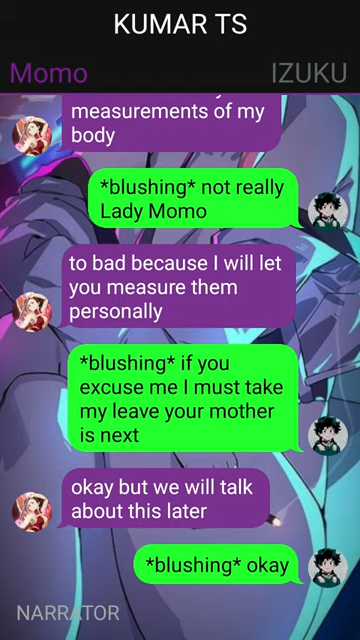 KUMAR TS
Momo
IZUKU
measurements of my
body
*blushing* not really
Lady Momo
to bad because I will let
you measure them
personally
*blushing* if you
excuse me I must take
my leave your mother
is next
okay but we will talk
about this later
*blushing* okay
NARRATOR